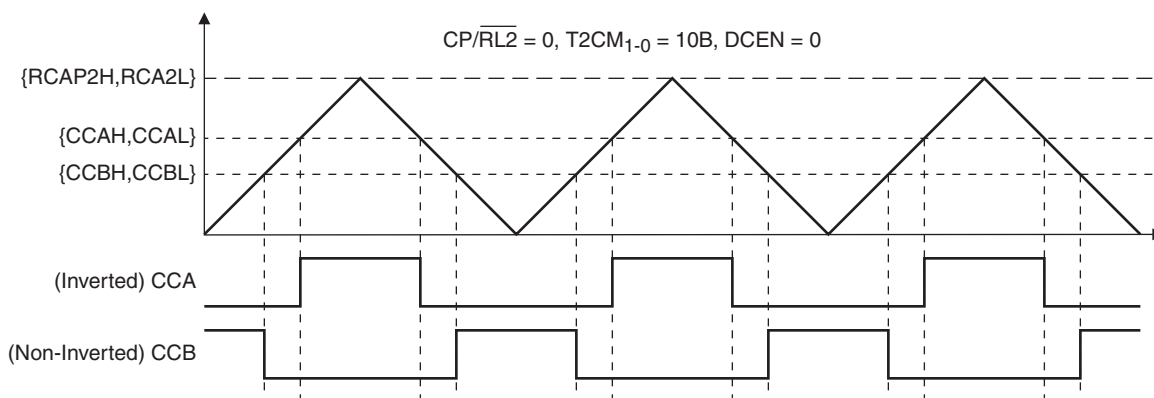 CP/RL2 = 0, T2CM1-0 = 10B, DCEN = 0
{RCAP2H,RCA2L}
{CCAH,CCAL}
{CCBH,CCBL}
(Inverted) CCA
(Non-Inverted) CCB